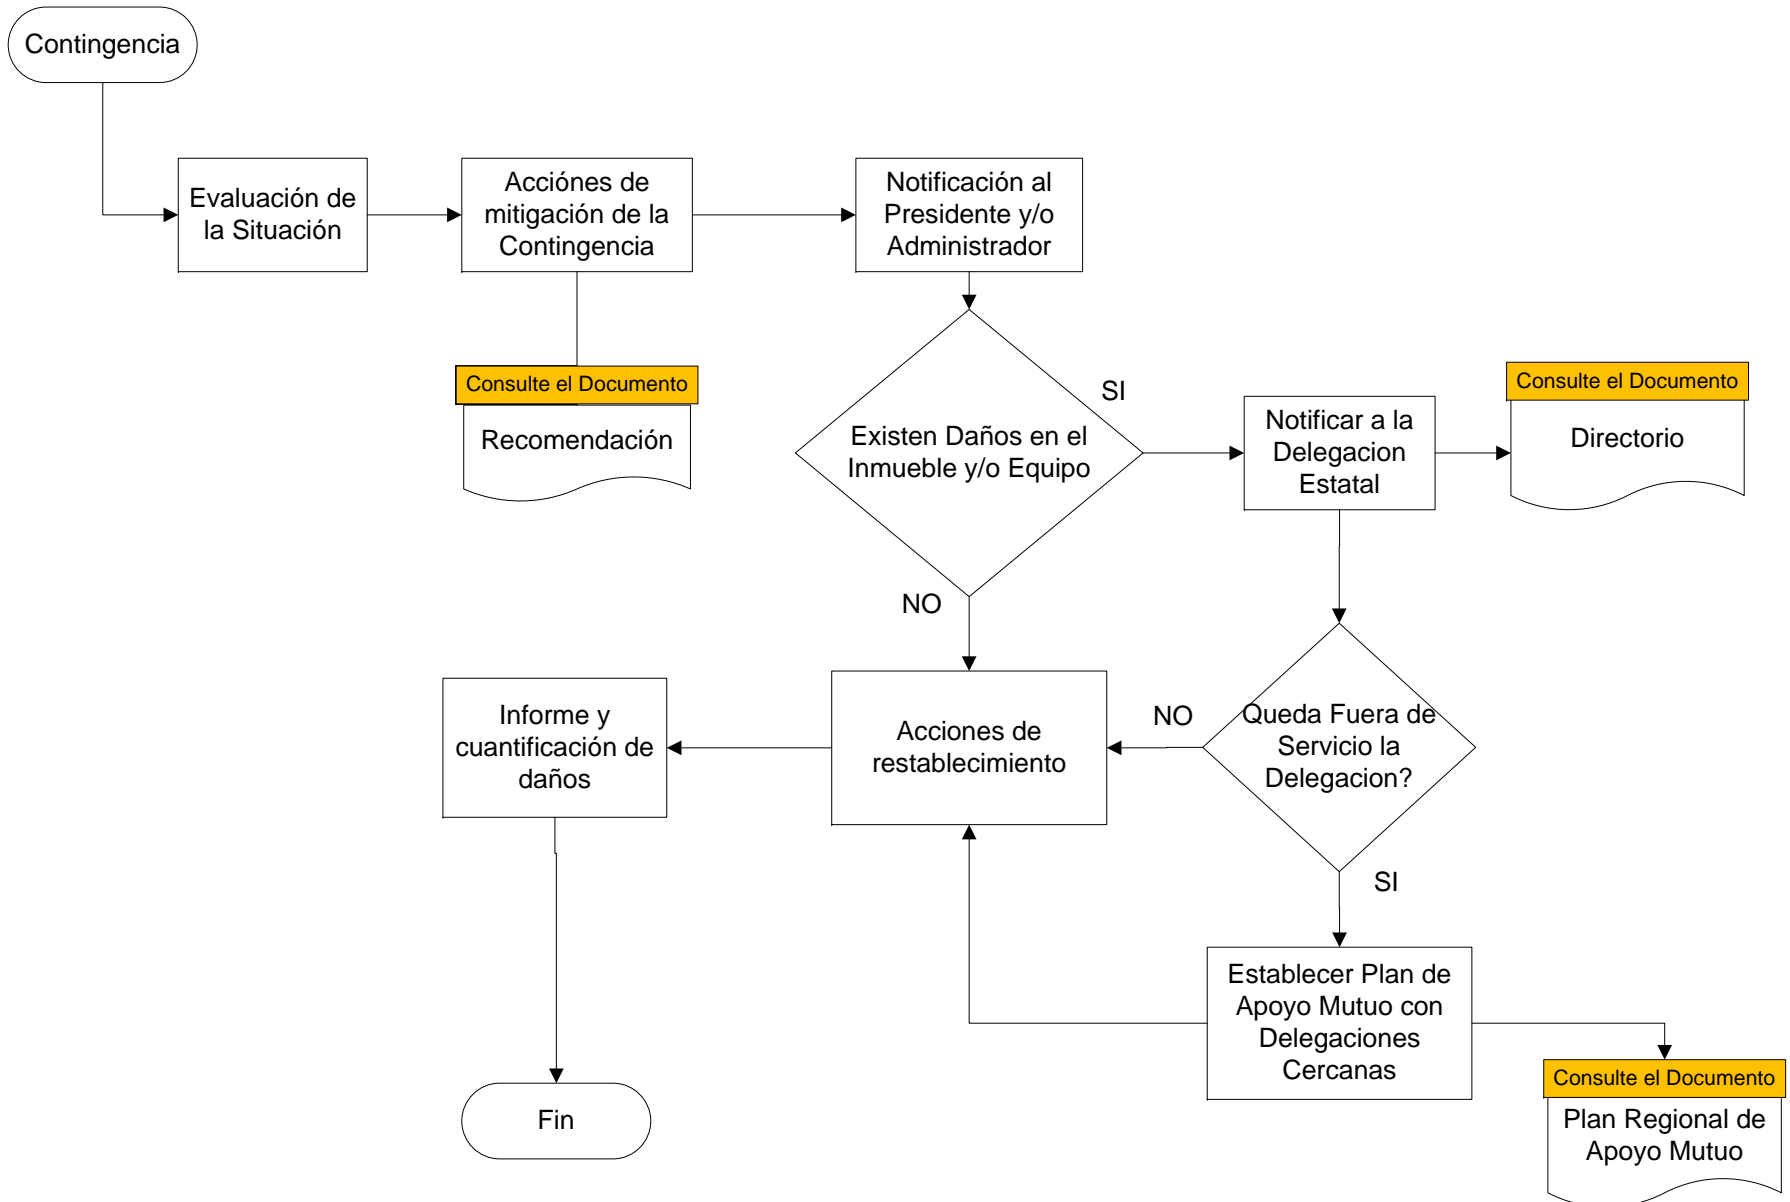 Contingencia
Evaluación de
la Situación
Acciónes de
mitigación de la
Contingencia
Notificación al
Presidente y/o
Administrador
Consulte el Documento
Recomendación
Existen Daños en el
Inmueble y/o Equipo
SI
Notificar a la
Delegacion
Estatal
Consulte el Documento
Directorio
NO
Informe y
cuantificación de
daños
Acciones de
restablecimiento
NO
Queda Fuera de
Servicio la
Delegacion?
SI
Establecer Plan de
Apoyo Mutuo con
Delegaciones
Cercanas
Consulte el Documento
Plan Regional de
Apoyo Mutuo
Fin